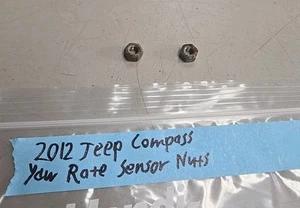 2012 Jeep Compass
Yaw Rate Sensor Nuts